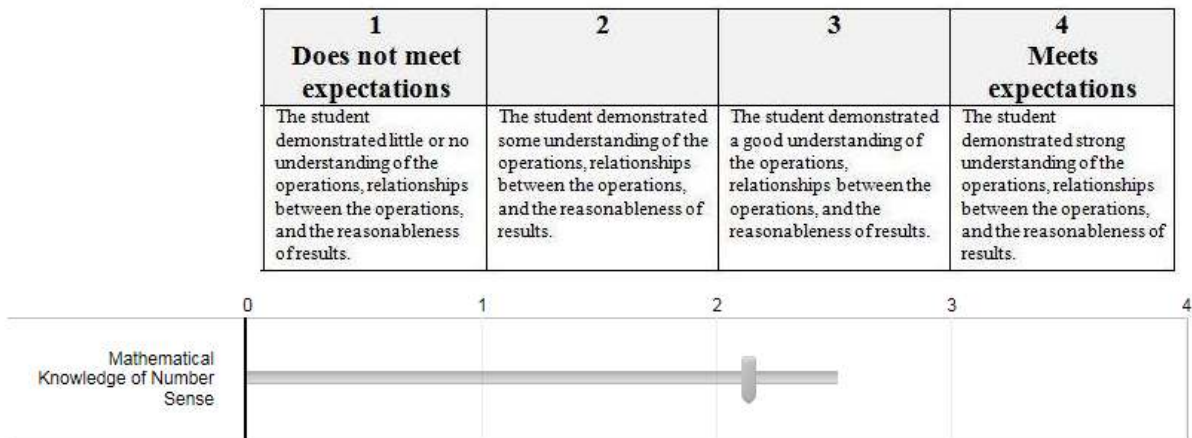 1
Does not meet
expectations
2
3
4
Meets
expectations
The student
demonstrated little or no
understanding of the
operations, relationships
between the operations,
and the reasonableness
of results.
The student demonstrated
some understanding of the
operations, relationships
between the operations,
and the reasonableness of
results.
The student demonstrated
a good understanding of
the operations,
relationships between the
operations, and the
reasonableness of results.
The student
demonstrated strong
understanding of the
operations, relationships
between the operations,
and the reasonableness of
results.
0 1 2 3 4
Mathematical
Knowledge of Number
Sense